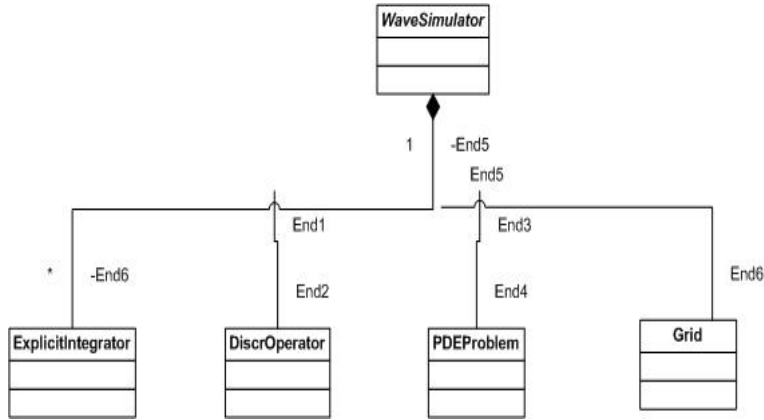 WaveSimulator
1
-End5
End5
End1
End3
*
-End6
End6
End2
End4
ExplicitIntegrator
DiscrOperator
PDEProblem
Grid